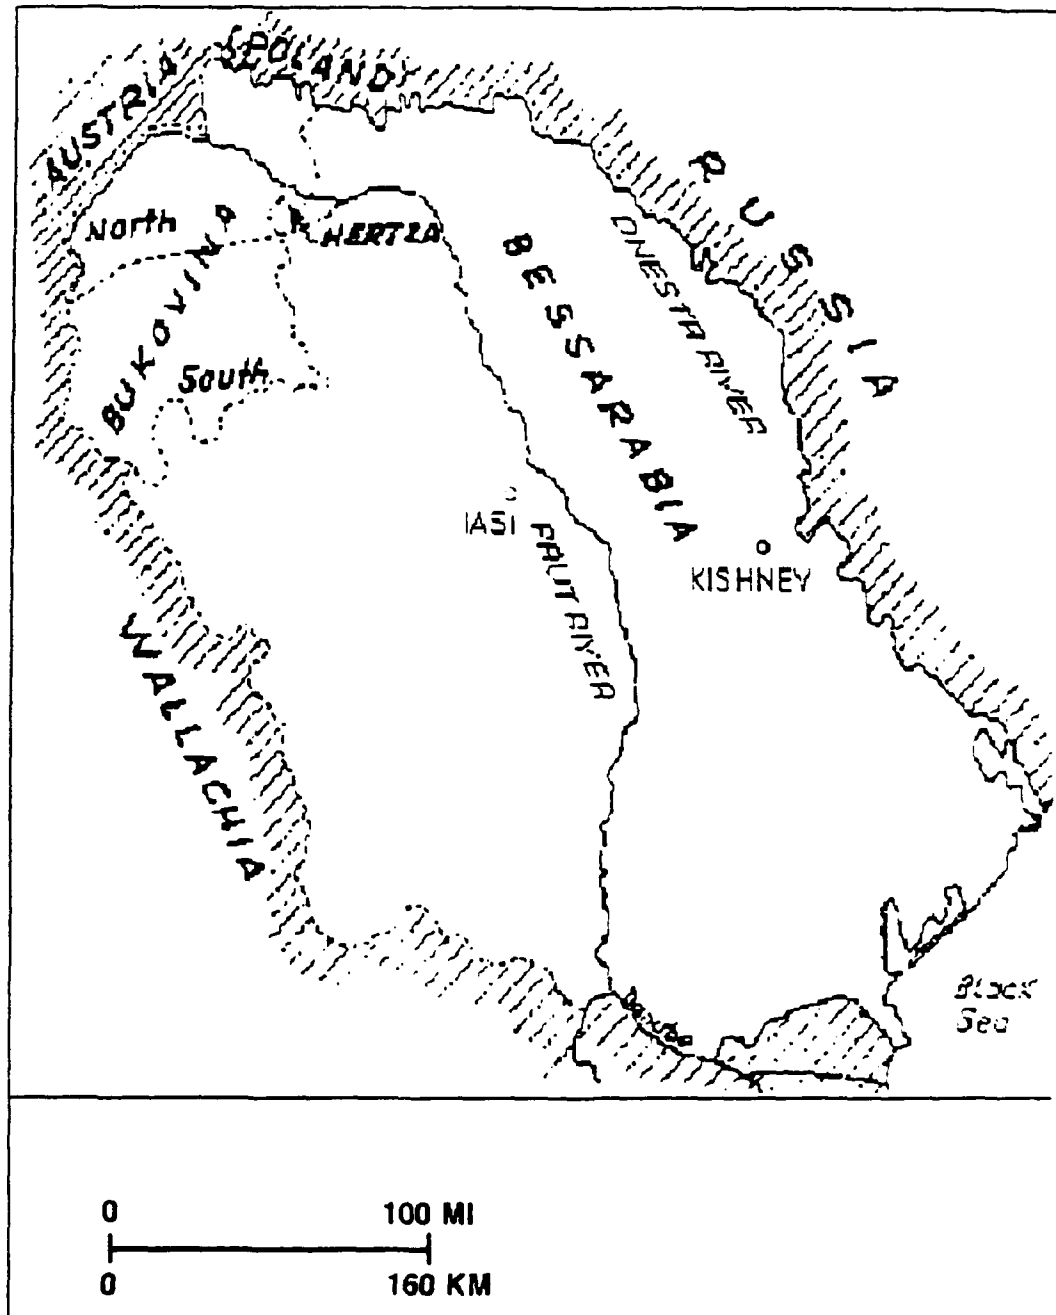 AUSTRIA
POLAND
RUSSIA
North
BUKOVINA
HERTZA
South
BESSARABIA
DNESTR RIVER
IASI
PRUT RIVER
KISHNEV
WALLACHIA
Black
Sea
0 100 MI
0 160 KM